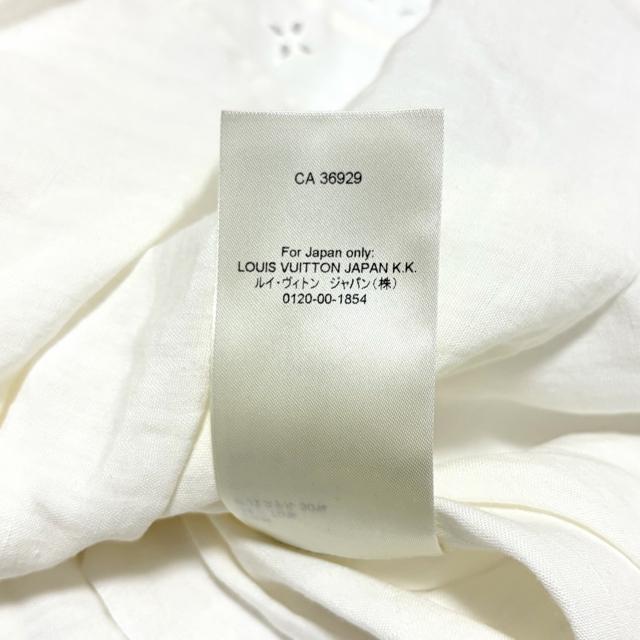 CA 36929
For Japan only:
LOUIS VUITTON JAPAN K.K.
ルイ・ヴィトン ジャパン(株)
0120-00-1854